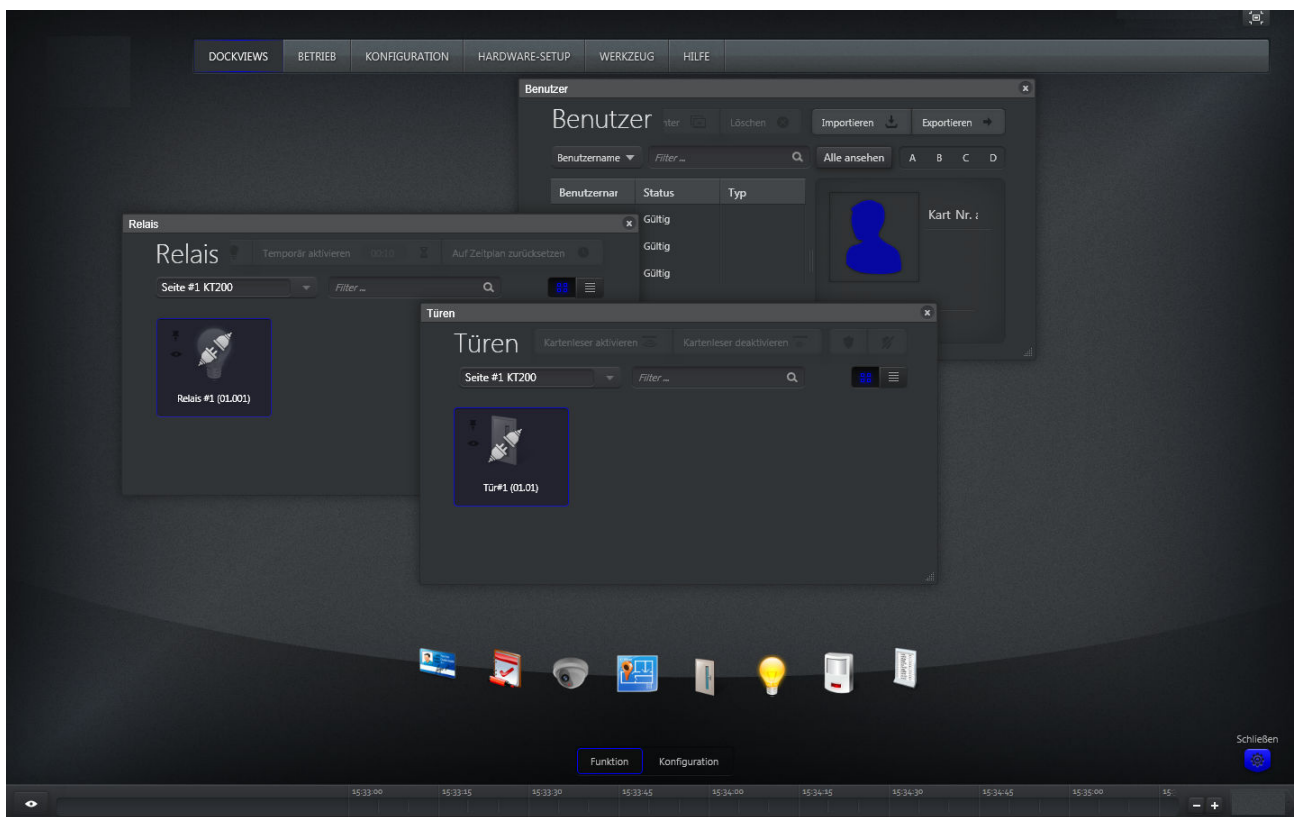 DOCKVIEWS BETRIEB KONFIGURATION HARDWARE-SETUP WERKZEUG HILFE
Benutzer
Benutzer nter Löschen Importieren Exportieren
Benutzername Filter ... Alle ansehen A B C D
Benutzernar Status Typ
Gültig
Gültig
Gültig
Kart Nr. :
Relais
Relais Temporär aktivieren 00:10 Auf Zeitplan zurücksetzen
Seite #1 KT200 Filter ...
Relais #1 (01.001)
Türen
Türen Kartenleser aktivieren Kartenleser deaktivieren
Seite #1 KT200 Filter ...
Tür#1 (01.01)
Schließen
Funktion Konfiguration
15:33:00 15:33:15 15:33:30 15:33:45 15:34:00 15:34:15 15:34:30 15:34:45 15:35:00 15: